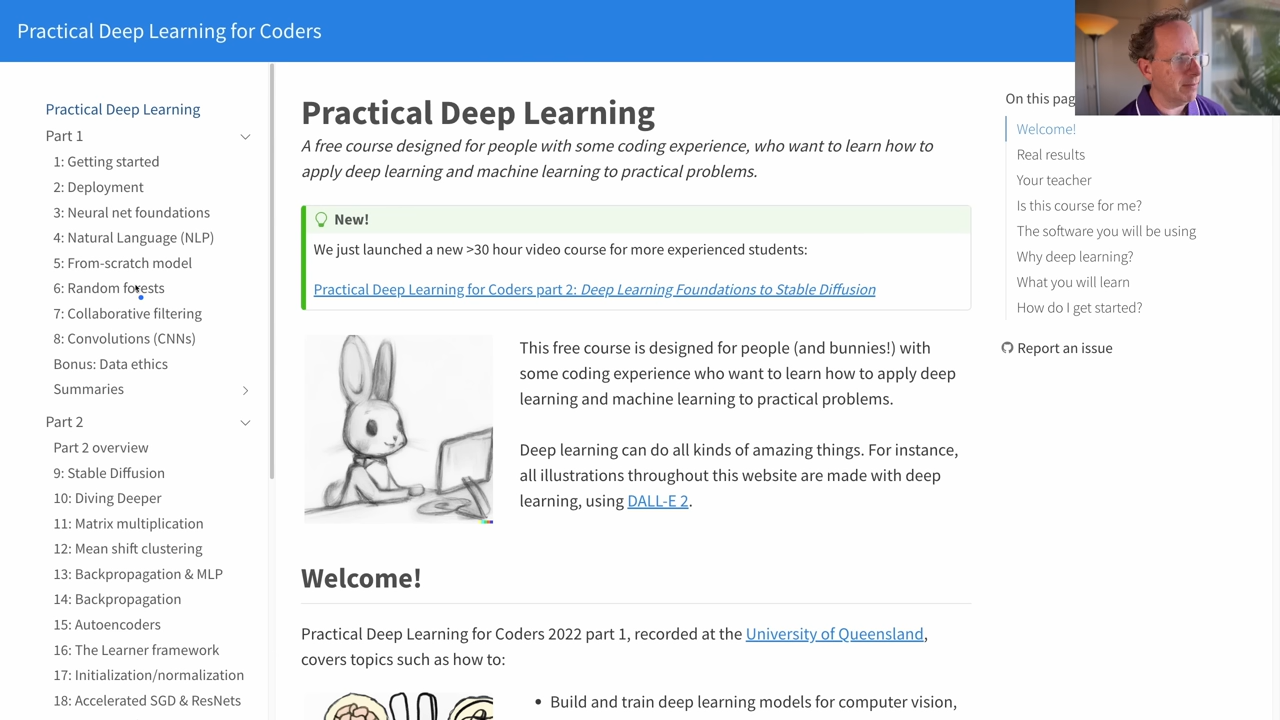 Practical Deep Learning for Coders
Practical Deep Learning
Part 1
1: Getting started
2: Deployment
3: Neural net foundations
4: Natural Language (NLP)
5: From-scratch model
6: Random forests
7: Collaborative filtering
8: Convolutions (CNNs)
Bonus: Data ethics
Summaries
Part 2
Part 2 overview
9: Stable Diffusion
10: Diving Deeper
11: Matrix multiplication
12: Mean shift clustering
13: Backpropagation & MLP
14: Backpropagation
15: Autoencoders
16: The Learner framework
17: Initialization/normalization
18: Accelerated SGD & ResNets
Practical Deep Learning
A free course designed for people with some coding experience, who want to learn how to
apply deep learning and machine learning to practical problems.
New!
We just launched a new >30 hour video course for more experienced students:
Practical Deep Learning for Coders part 2: Deep Learning Foundations to Stable Diffusion
This free course is designed for people (and bunnies!) with
some coding experience who want to learn how to apply deep
learning and machine learning to practical problems.
Deep learning can do all kinds of amazing things. For instance,
all illustrations throughout this website are made with deep
learning, using DALL-E 2.
Welcome!
Practical Deep Learning for Coders 2022 part 1, recorded at the University of Queensland,
covers topics such as how to:
• Build and train deep learning models for computer vision,
On this pag
Welcome!
Real results
Your teacher
Is this course for me?
The software you will be using
Why deep learning?
What you will learn
How do I get started?
Report an issue